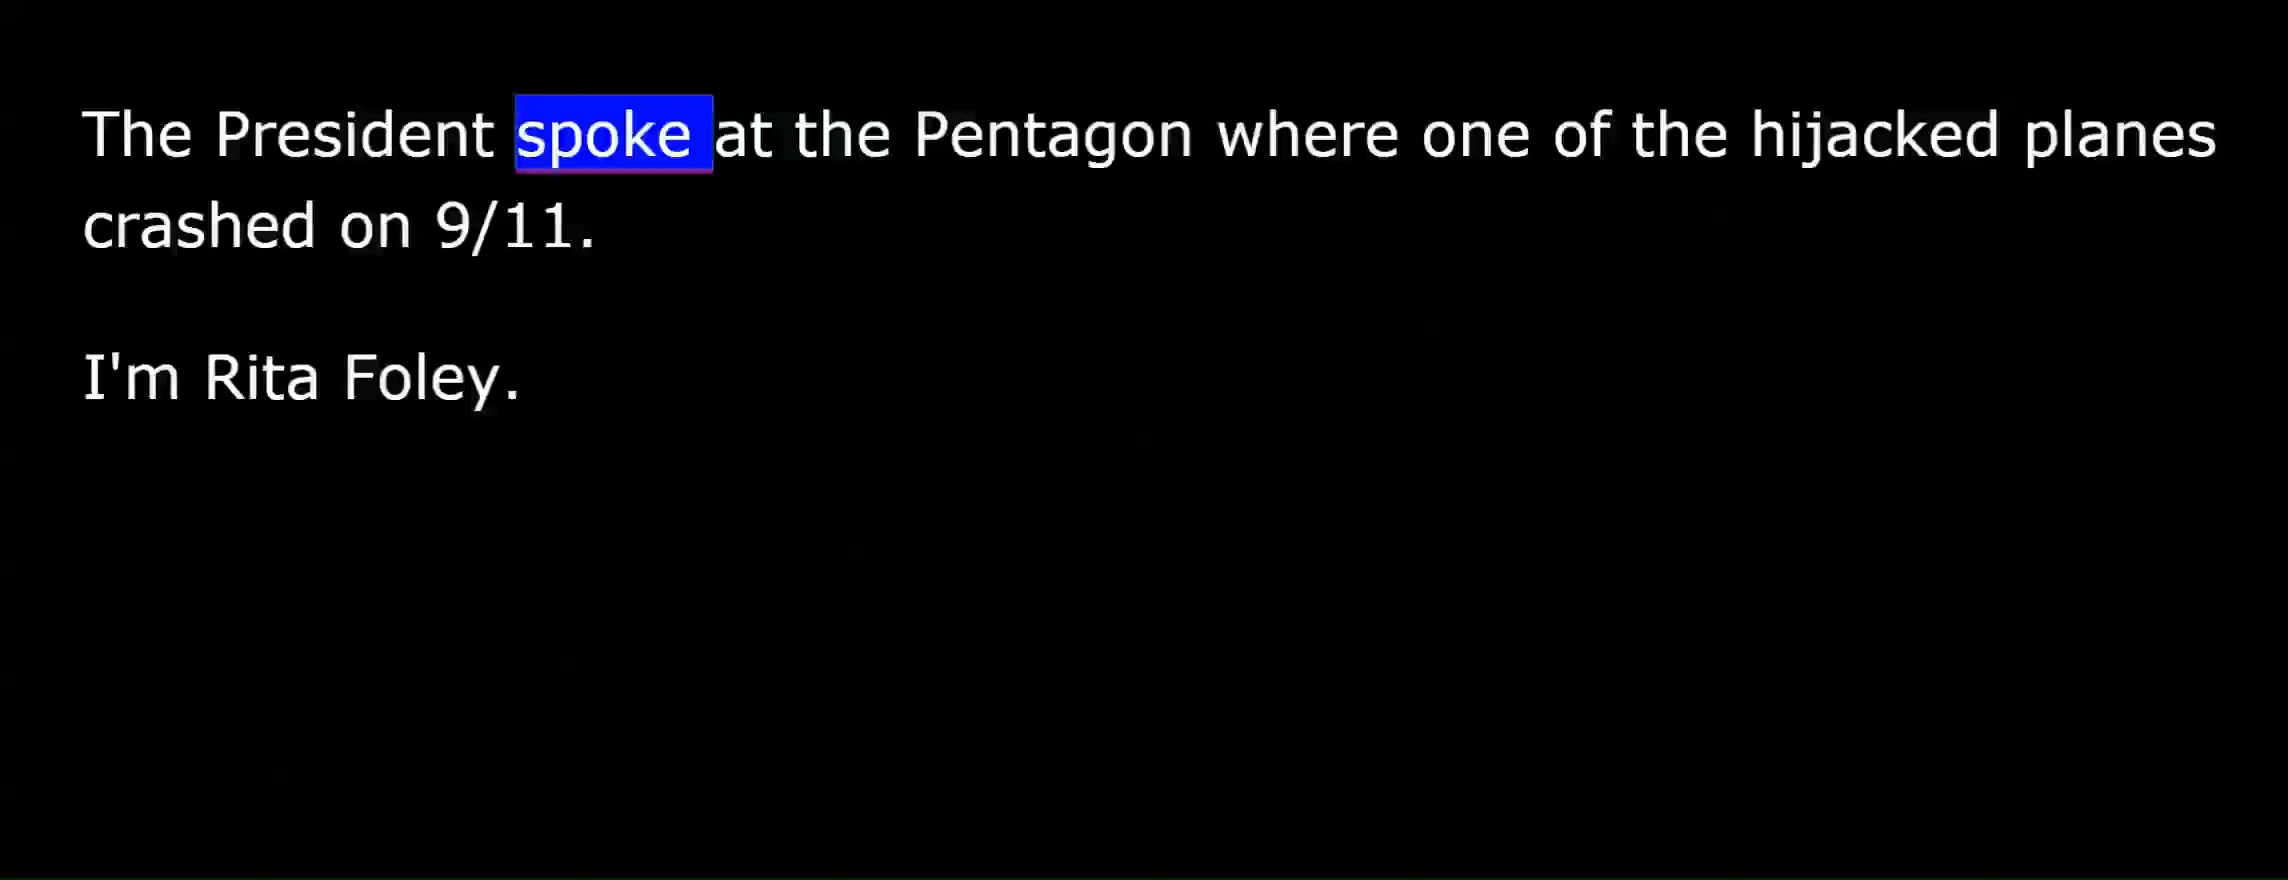 The President spoke at the Pentagon where one of the hijacked planes
crashed on 9/11.
I'm Rita Foley.